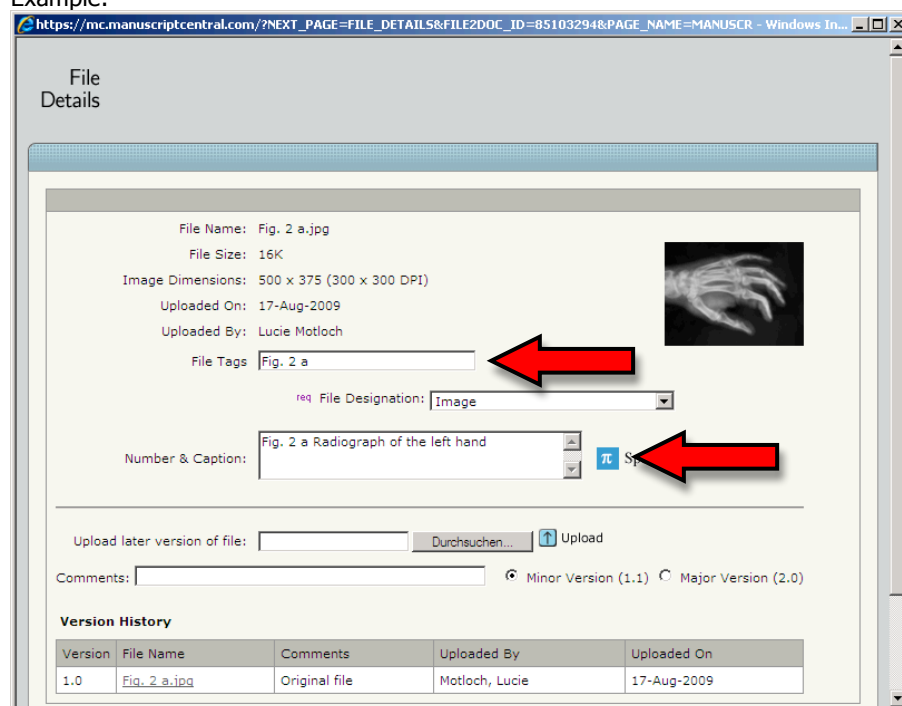 Example:
https://mc.manuscriptcentral.com/?NEXT_PAGE=FILE_DETAILS&FILE2DOC_ID=85103294&PAGE_NAME=MANUSCR - Windows In...
File
Details
File Name: Fig. 2 a.jpg
File Size: 16K
Image Dimensions: 500 x 375 (300 x 300 DPI)
Uploaded On: 17-Aug-2009
Uploaded By: Lucie Motloch
File Tags Fig. 2 a
req File Designation: Image
Number & Caption: Fig. 2 a Radiograph of the left hand
π Sp
Upload later version of file: Durchsuchen... Upload
Comments: Minor Version (1.1) Major Version (2.0)
Version History
Version File Name Comments Uploaded By Uploaded On
1.0 Fig. 2 a.jpg Original file Motloch, Lucie 17-Aug-2009